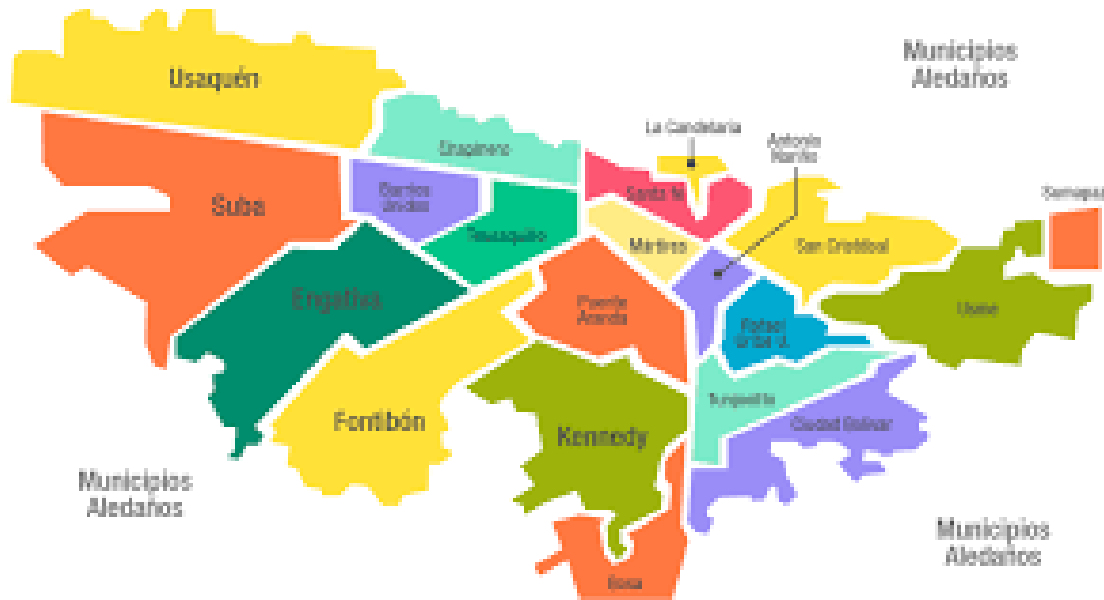 Usaquén
Municipios
Aledaños
La Candelaria
Antonio
Nariño
Chapinero
Suba
Barrios
Unidos
Santa fe
Sumapaz
Teusaquillo
Mártires
San Cristóbal
Engativa
Puente
Aranda
Rafael
Uribe U.
Usme
Fontibón
Kennedy
Tunjuelito
Ciudad Bolívar
Municipios
Aledaños
Municipios
Aledaños
Bosa